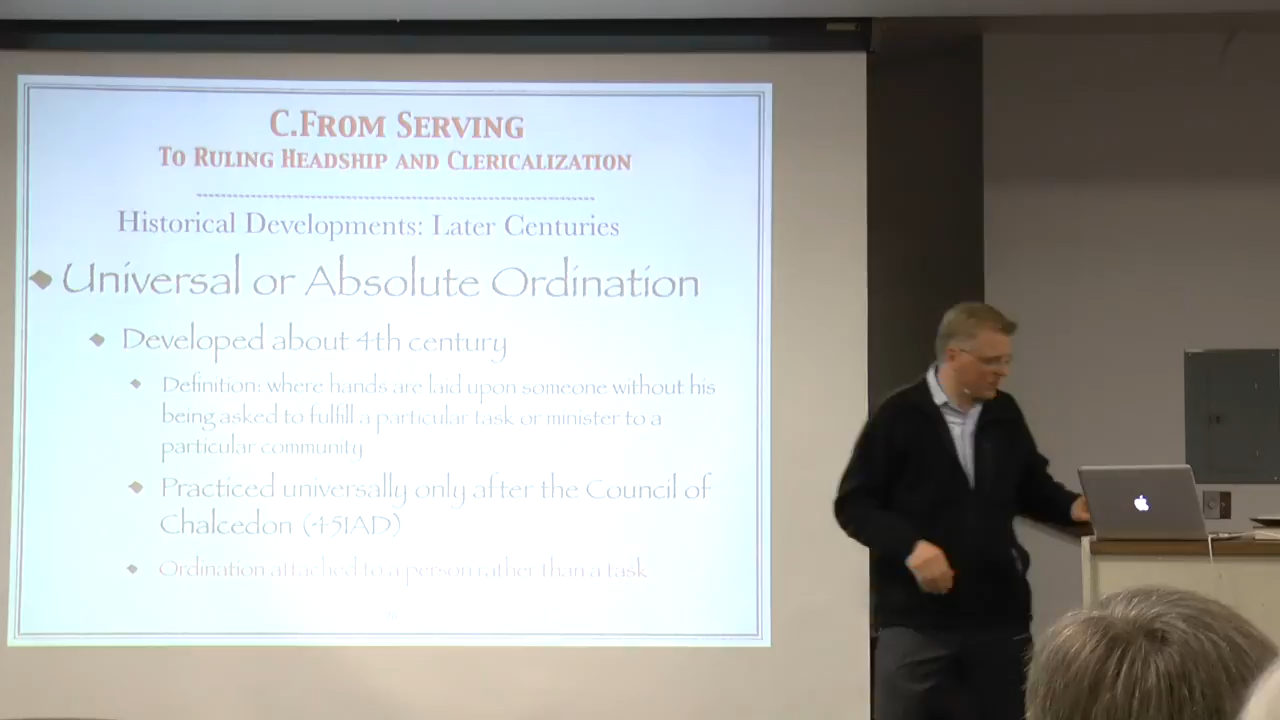 C.From Serving
To Ruling Headship and Clericalization
Historical Developments: Later Centuries
Universal or Absolute Ordination
Developed about 4th century
Definition: where hands are laid upon someone without his
being asked to fulfill a particular task or minister to a
particular community
Practiced universally only after the Council of
Chalcedon (451AD)
Ordination attached to a person rather than a task